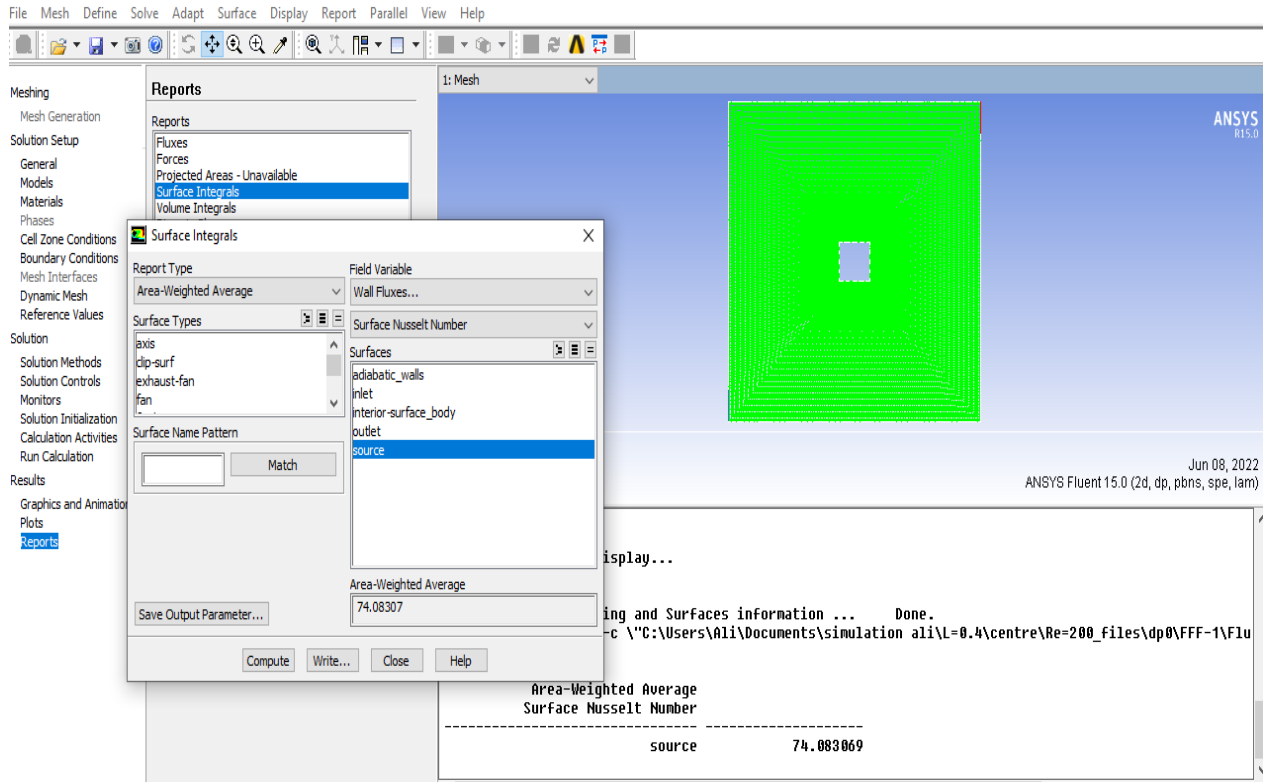 File Mesh Define Solve Adapt Surface Display Report Parallel View Help
Meshing
Mesh Generation
Solution Setup
General
Models
Materials
Phases
Cell Zone Conditions
Boundary Conditions
Mesh Interfaces
Dynamic Mesh
Reference Values
Solution
Solution Methods
Solution Controls
Monitors
Solution Initialization
Calculation Activities
Run Calculation
Results
Graphics and Animation
Plots
Reports
Reports
Reports
Fluxes
Forces
Projected Areas - Unavailable
Surface Integrals
Volume Integrals
Surface Integrals
Report Type
Area-Weighted Average
Surface Types
axis
clip-surf
exhaust-fan
fan
Surface Name Pattern
Match
Save Output Parameter...
Field Variable
Wall Fluxes...
Surface Nusselt Number
Surfaces
adiabatic_walls
inlet
interior-surface_body
outlet
source
Area-Weighted Average
74.08307
Compute Write... Close Help
1: Mesh
ANSYS
R15.0
Jun 08, 2022
ANSYS Fluent 15.0 (2d, dp, pbns, spe, lam)
isplay...
ing and Surfaces information ... Done.
-c \"C:\Users\Ali\Documents\simulation ali\L=0.4\centre\Re=200_files\dp0\FFF-1\Flu
Area-Weighted Average
Surface Nusselt Number
-------------------------------- --------------------
source 74.083069